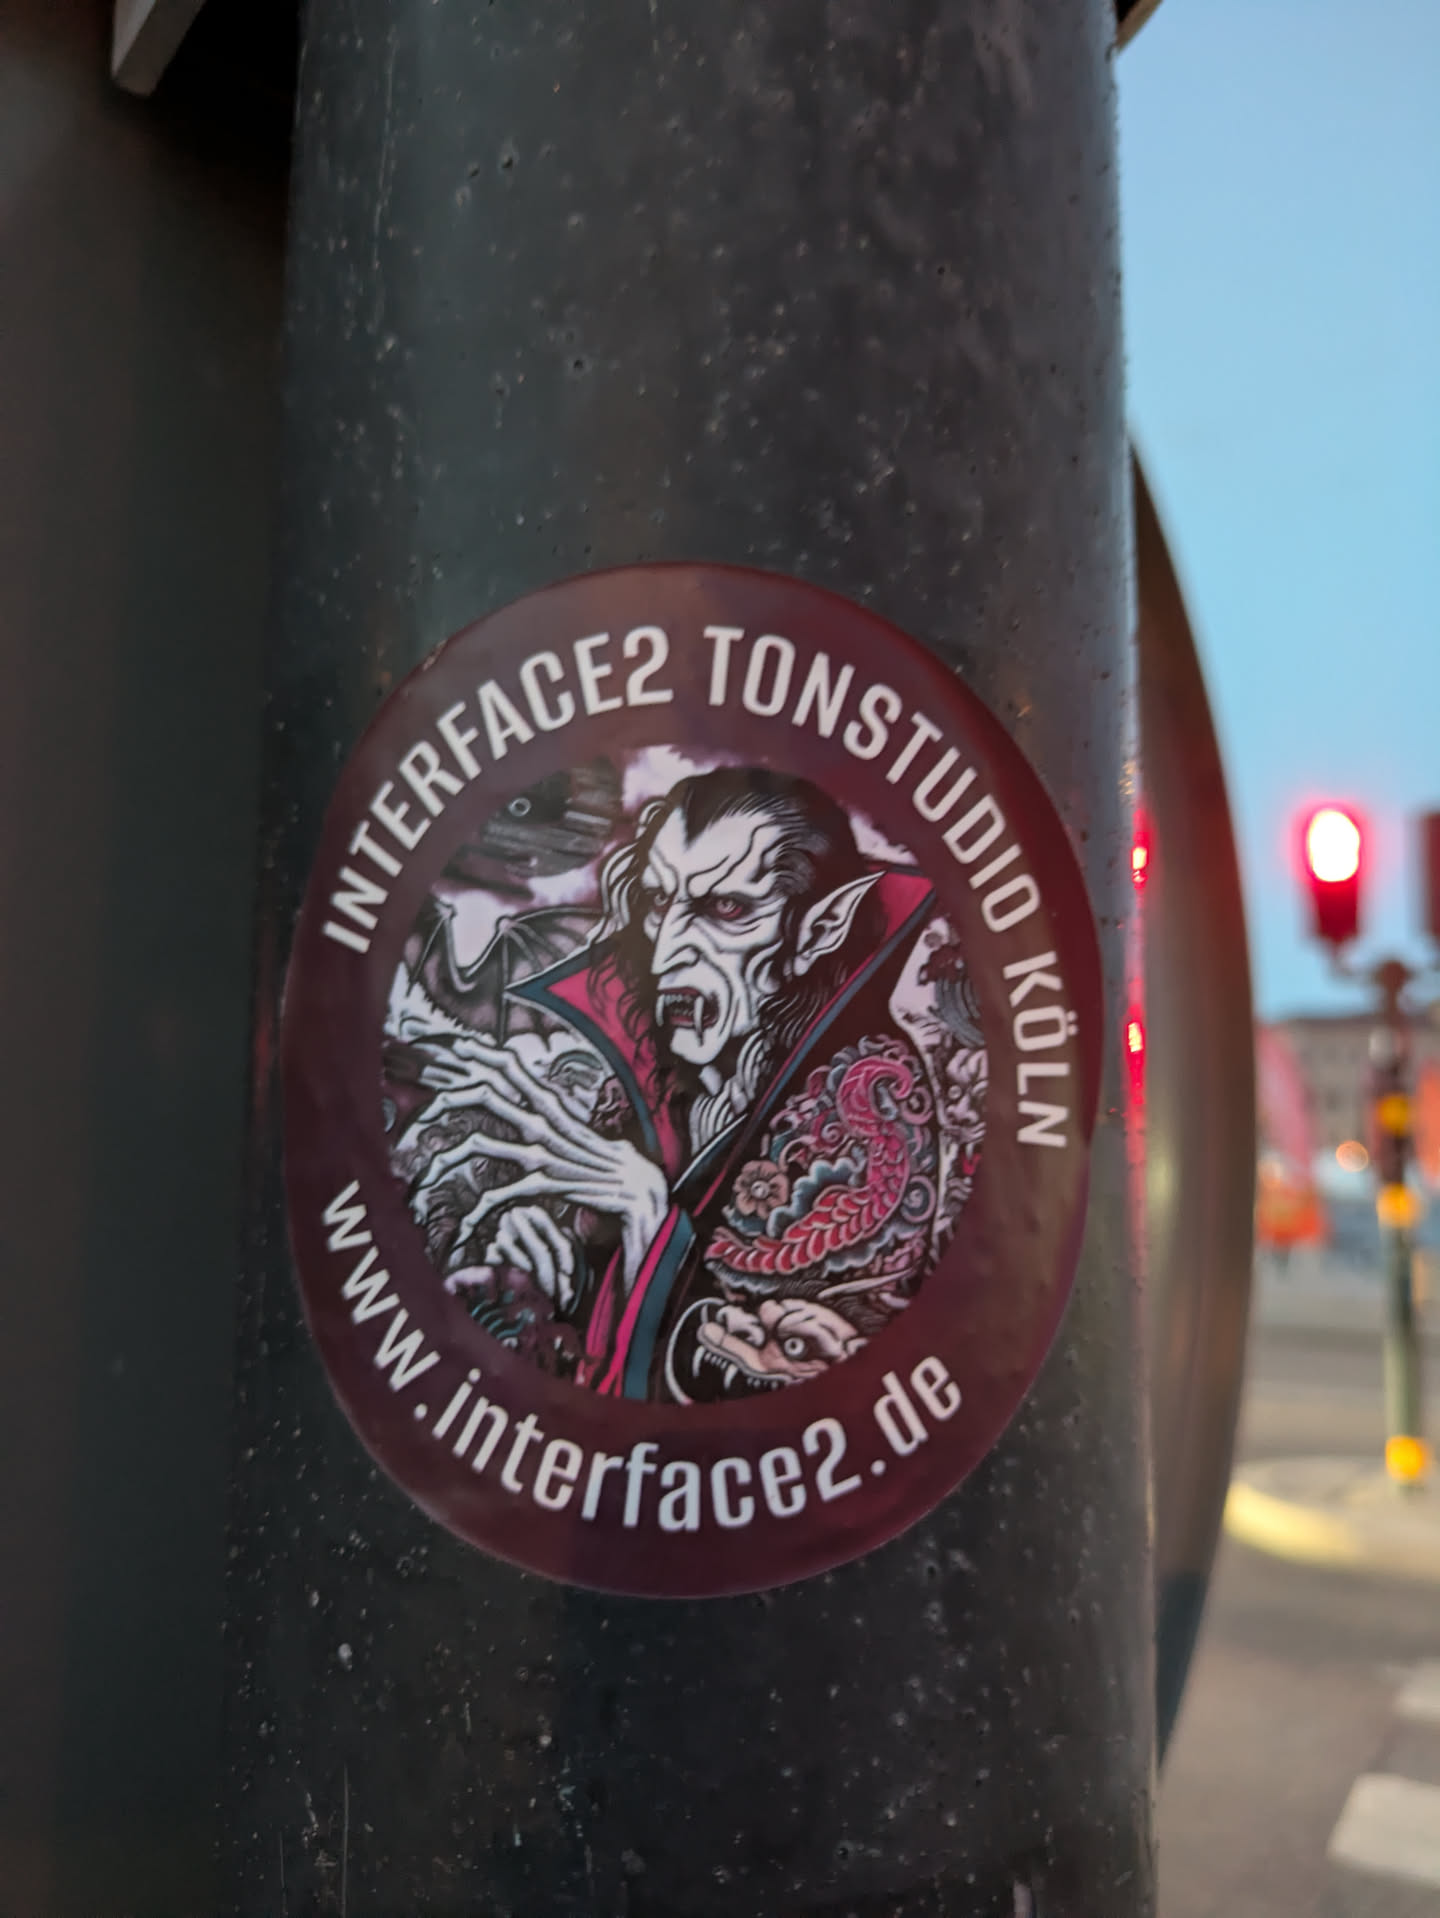 INTERFACE2 TONSTUDIO KÖLN
www.interface2.de